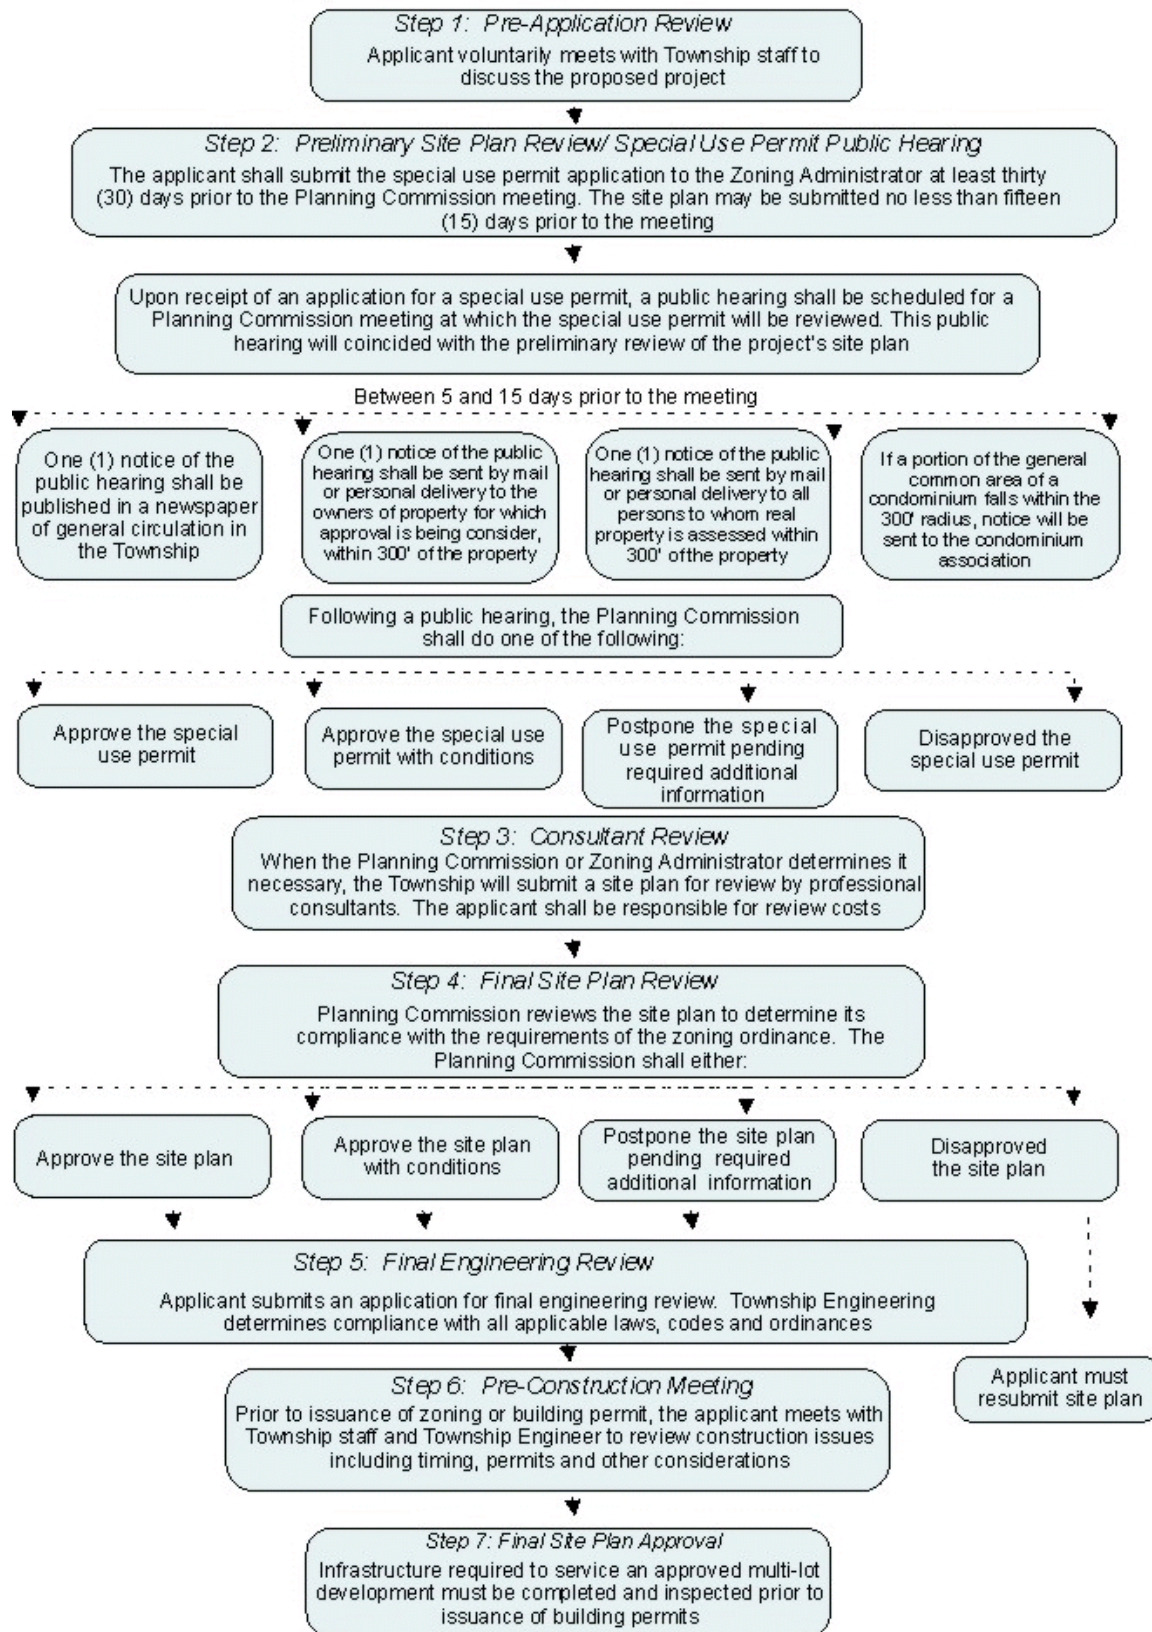 Step 1: Pre-Application Review
Applicant voluntarily meets with Township staff to
discuss the proposed project
Step 2: Preliminary Site Plan Review/ Special Use Permit Public Hearing
The applicant shall submit the special use permit application to the Zoning Administrator at least thirty
(30) days prior to the Planning Commission meeting. The site plan may be submitted no less than fifteen
(15) days prior to the meeting
Upon receipt of an application for a special use permit, a public hearing shall be scheduled for a
Planning Commission meeting at which the special use permit will be reviewed. This public
hearing will coincided with the preliminary review of the project's site plan
Between 5 and 15 days prior to the meeting
One (1) notice of the
public hearing shall be
published in a newspaper
of general circulation in
the Township
One (1) notice of the public
hearing shall be sent by mail
or personal delivery to the
owners of property for which
approval is being consider,
within 300' of the property
One (1) notice of the public
hearing shall be sent by mail
or personal delivery to all
persons to whom real
property is assessed within
300' of the property
If a portion of the general
common area of a
condominium falls within the
300' radius, notice will be
sent to the condominium
association
Following a public hearing, the Planning Commission
shall do one of the following:
Approve the special
use permit
Approve the special use
permit with conditions
Postpone the special
use permit pending
required additional
information
Disapproved the
special use permit
Step 3: Consultant Review
When the Planning Commission or Zoning Administrator determines it
necessary, the Township will submit a site plan for review by professional
consultants. The applicant shall be responsible for review costs
Step 4: Final Site Plan Review
Planning Commission reviews the site plan to determine its
compliance with the requirements of the zoning ordinance. The
Planning Commission shall either:
Approve the site plan
Approve the site plan
with conditions
Postpone the site plan
pending required
additional information
Disapproved
the site plan
Step 5: Final Engineering Review
Applicant submits an application for final engineering review. Township Engineering
determines compliance with all applicable laws, codes and ordinances
Applicant must
resubmit site plan
Step 6: Pre-Construction Meeting
Prior to issuance of zoning or building permit, the applicant meets with
Township staff and Township Engineer to review construction issues
including timing, permits and other considerations
Step 7: Final Site Plan Approval
Infrastructure required to service an approved multi-lot
development must be completed and inspected prior to
issuance of building permits